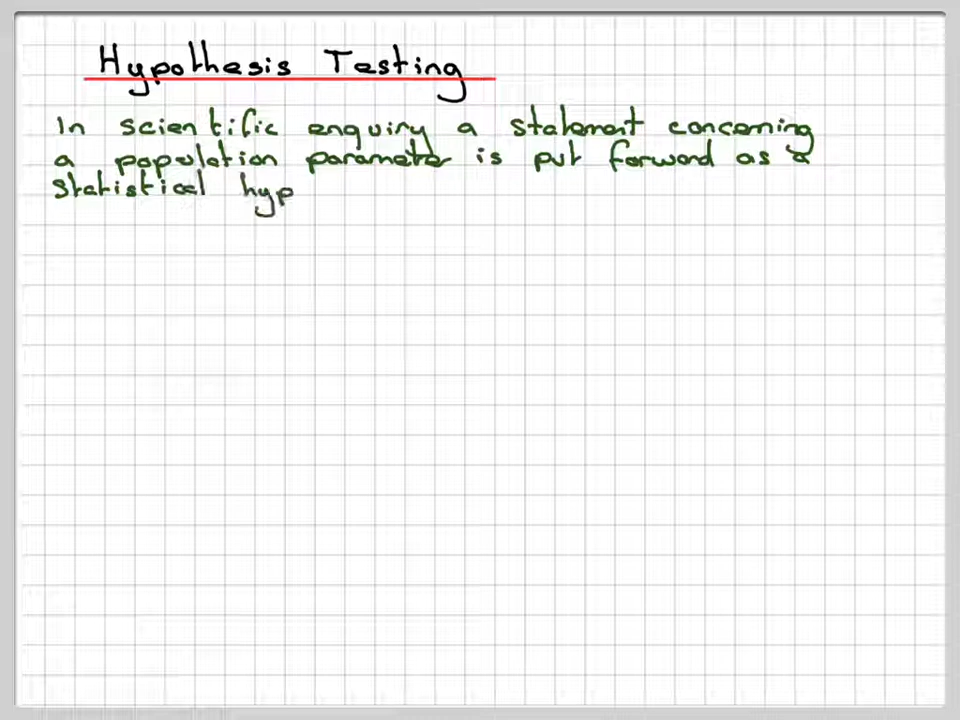 Hypothesis Testing
In scientific enquiry a statement concerning
a population parameter is put forward as a
statistical hyp